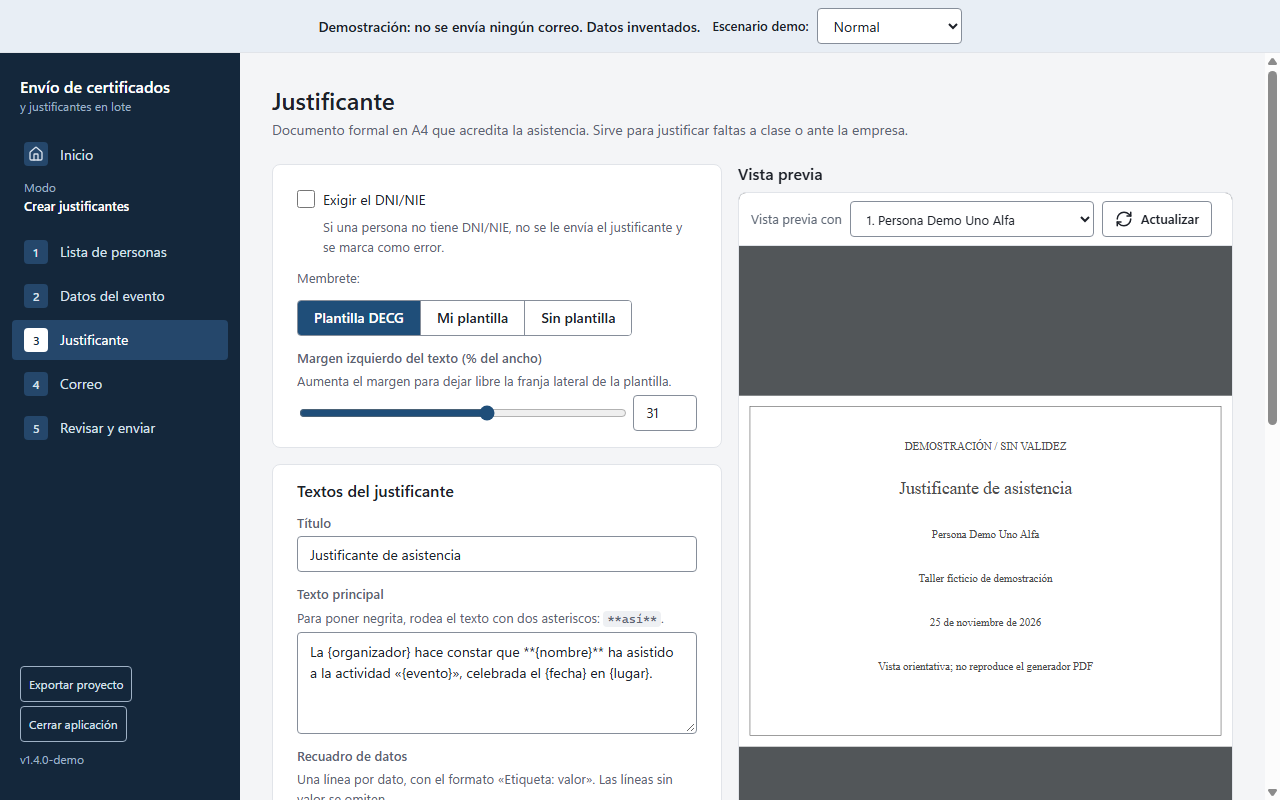 Demostración: no se envía ningún correo. Datos inventados. Escenario demo: Normal
Envío de certificados
y justificantes en lote
Inicio
Modo
Crear justificantes
1 Lista de personas
2 Datos del evento
3 Justificante
4 Correo
5 Revisar y enviar
Exportar proyecto
Cerrar aplicación
v1.4.0-demo
Justificante
Documento formal en A4 que acredita la asistencia. Sirve para justificar faltas a clase o ante la empresa.
Exigir el DNI/NIE
Si una persona no tiene DNI/NIE, no se le envía el justificante y
se marca como error.
Membrete:
Plantilla DECG Mi plantilla Sin plantilla
Margen izquierdo del texto (% del ancho)
Aumenta el margen para dejar libre la franja lateral de la plantilla.
31
Textos del justificante
Título
Justificante de asistencia
Texto principal
Para poner negrita, rodea el texto con dos asteriscos: **así**.
La {organizador} hace constar que **{nombre}** ha asistido
a la actividad «{evento}», celebrada el {fecha} en {lugar}.
Recuadro de datos
Una línea por dato, con el formato «Etiqueta: valor». Las líneas sin
valor se omiten.
Vista previa
Vista previa con 1. Persona Demo Uno Alfa Actualizar
DEMOSTRACIÓN / SIN VALIDEZ
Justificante de asistencia
Persona Demo Uno Alfa
Taller ficticio de demostración
25 de noviembre de 2026
Vista orientativa; no reproduce el generador PDF